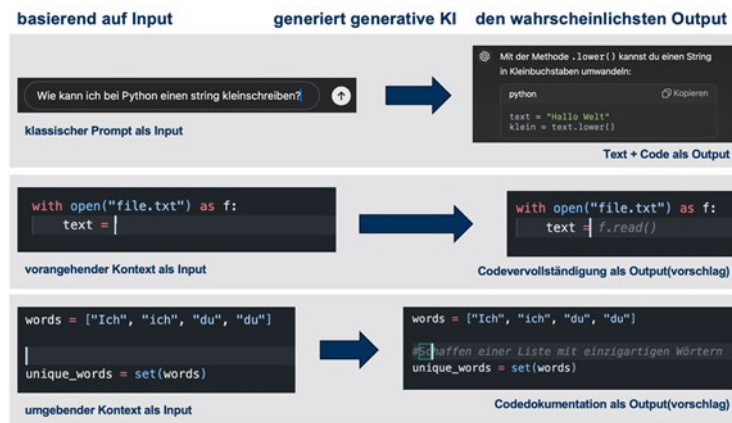 basierend auf Input generiert generative KI den wahrscheinlichsten Output
Wie kann ich bei Python einen string kleinschreiben?
klassischer Prompt als Input
Mit der Methode .lower() kannst du einen String
in Kleinbuchstaben umwandeln:
python Kopieren
text = "Hallo Welt"
klein = text.lower()
Text + Code als Output
with open("file.txt") as f:
text =
vorangehender Kontext als Input
with open("file.txt") as f:
text = f.read()
Codevervollständigung als Output(vorschlag)
words = ["Ich", "ich", "du", "du"]
unique_words = set(words)
umgebender Kontext als Input
words = ["Ich", "ich", "du", "du"]
#Schaffen einer Liste mit einzigartigen Wörtern
unique_words = set(words)
Codedokumentation als Output(vorschlag)